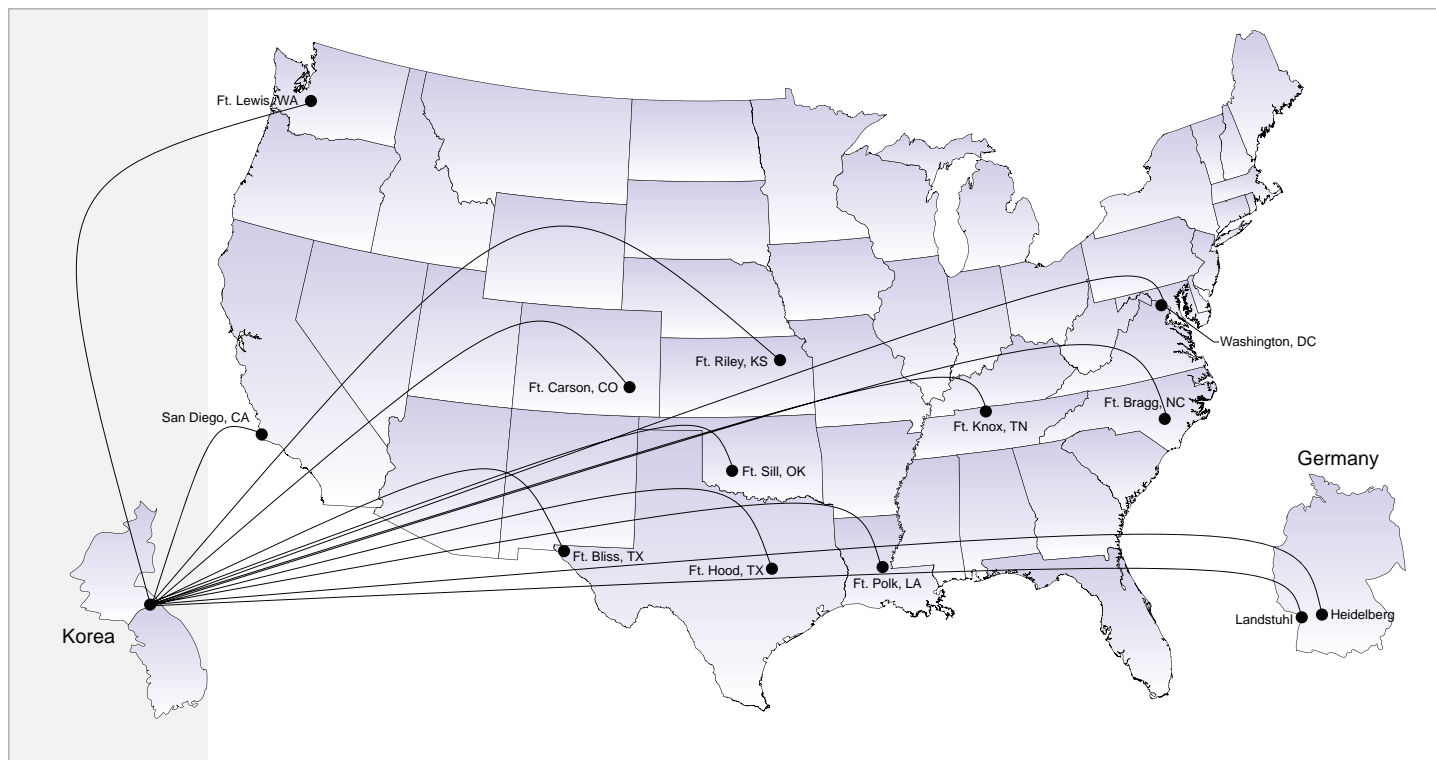 Ft. Lewis, WA
Ft. Riley, KS
Washington, DC
Ft. Carson, CO
Ft. Bragg, NC
San Diego, CA
Ft. Knox, TN
Germany
Ft. Sill, OK
Ft. Bliss, TX
Ft. Hood, TX
Ft. Polk, LA
Heidelberg
Landstuhl
Korea